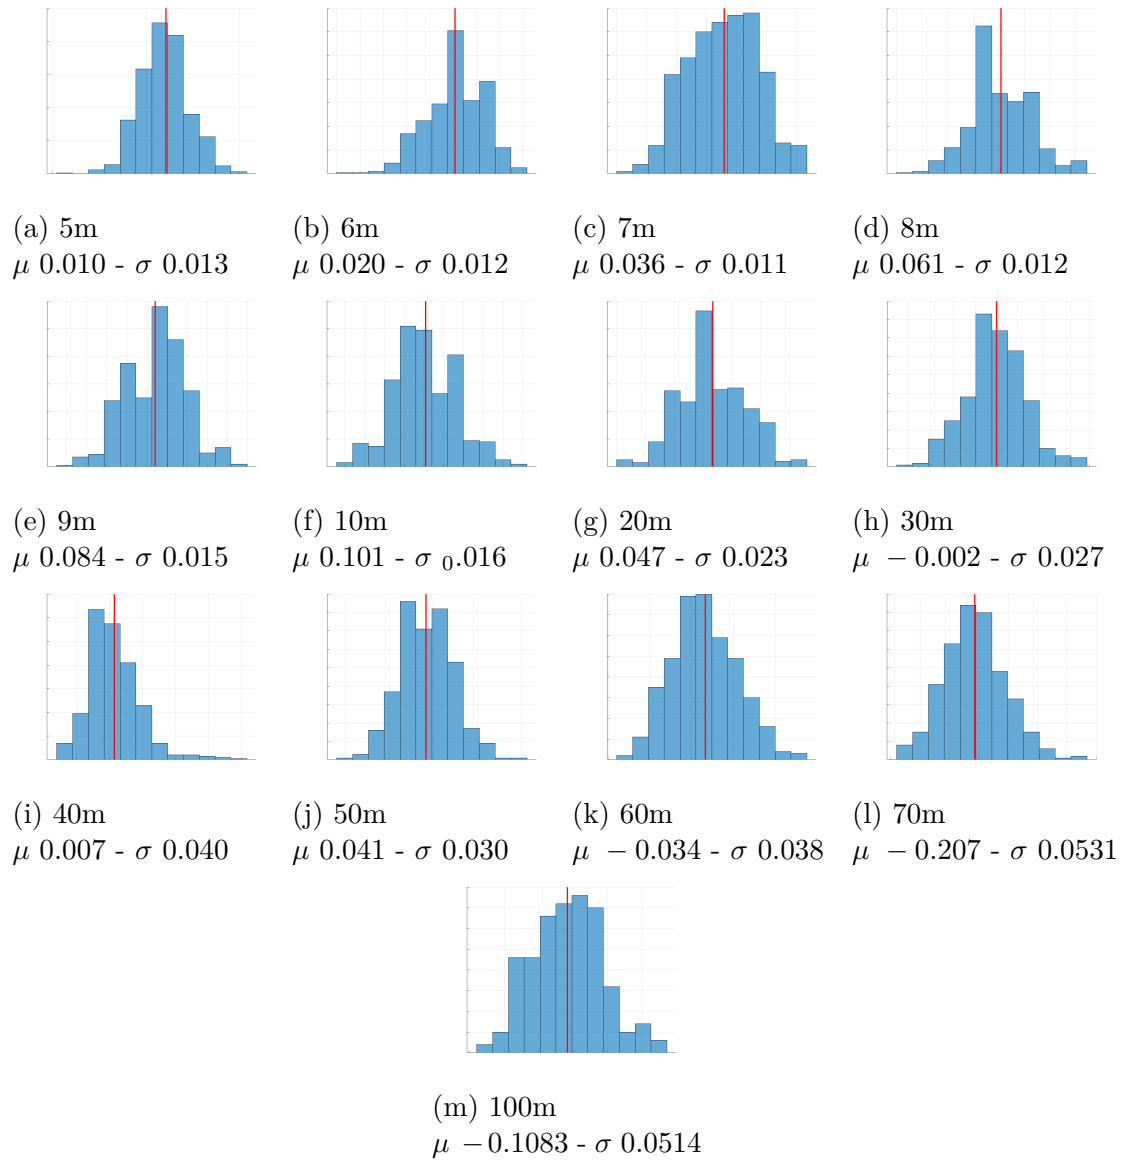 (a) 5m
μ 0.010 - σ 0.013
(b) 6m
μ 0.020 - σ 0.012
(c) 7m
μ 0.036 - σ 0.011
(d) 8m
μ 0.061 - σ 0.012
(e) 9m
μ 0.084 - σ 0.015
(f) 10m
μ 0.101 - σ ₀.016
(g) 20m
μ 0.047 - σ 0.023
(h) 30m
μ −0.002 - σ 0.027
(i) 40m
μ 0.007 - σ 0.040
(j) 50m
μ 0.041 - σ 0.030
(k) 60m
μ −0.034 - σ 0.038
(l) 70m
μ −0.207 - σ 0.0531
(m) 100m
μ −0.1083 - σ 0.0514